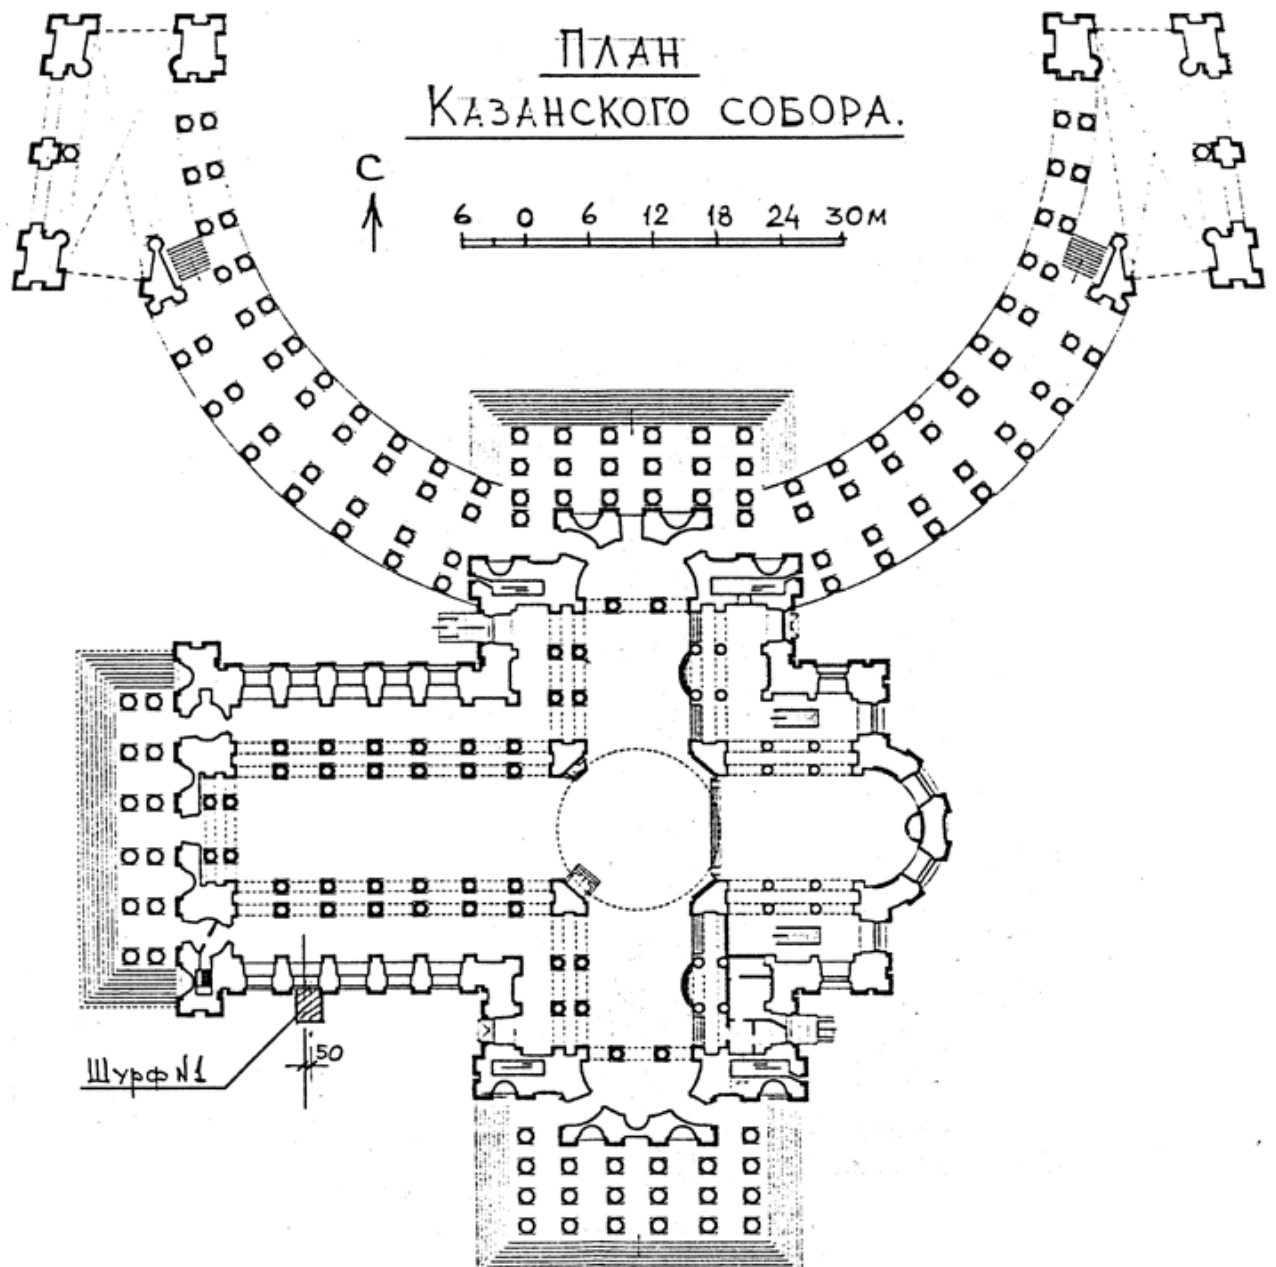 План
Казанского собора.
С
6 0 6 12 18 24 30м
Шурф N1
50